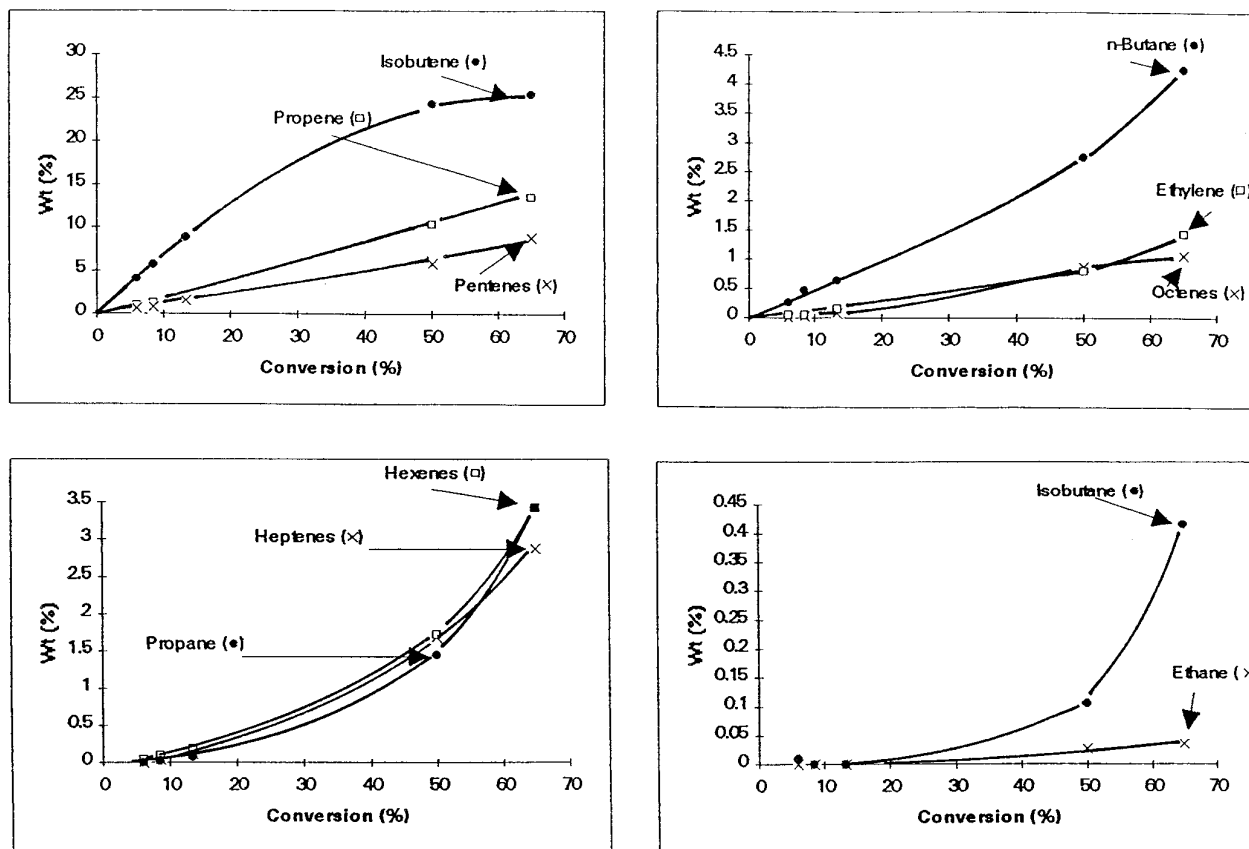 30
25
20
15
10
5
0
Wt (%)
Isobutene (●)
Propene (□)
Pentenes (×)
0 10 20 30 40 50 60 70
Conversion (%)
4.5
4
3.5
3
2.5
2
1.5
1
0.5
0
Wt (%)
n-Butane (●)
Ethylene (□)
Octenes (×)
0 10 20 30 40 50 60 70
Conversion (%)
3.5
3
2.5
2
1.5
1
0.5
0
Wt (%)
Hexenes (□)
Heptenes (×)
Propane (●)
0 10 20 30 40 50 60 70
Conversion (%)
0.45
0.4
0.35
0.3
0.25
0.2
0.15
0.1
0.05
0
Wt (%)
Isobutane (●)
Ethane (×
0 10 20 30 40 50 60 70
Conversion (%)